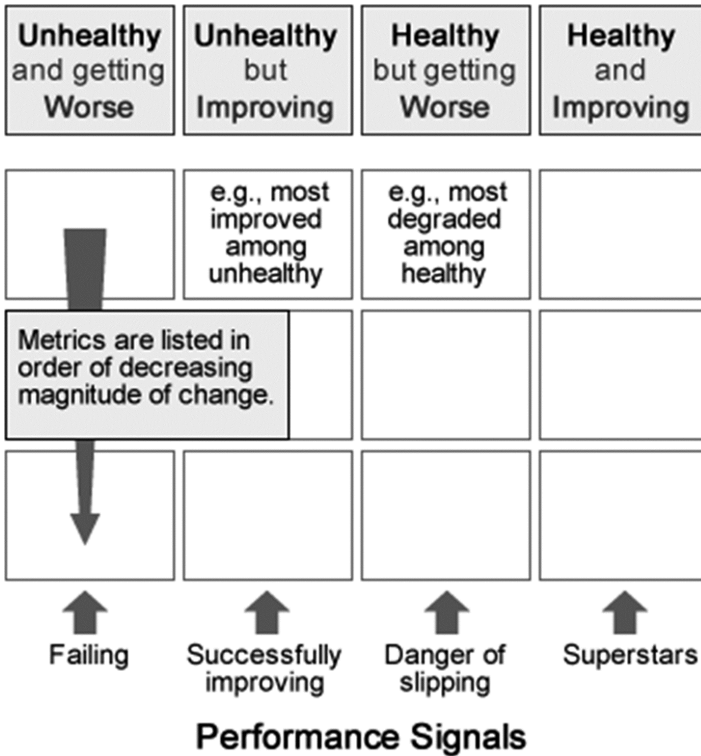 Unhealthy
and getting
Worse
Unhealthy
but
Improving
Healthy
but getting
Worse
Healthy
and
Improving
e.g., most
improved
among
unhealthy
e.g., most
degraded
among
healthy
Metrics are listed in
order of decreasing
magnitude of change.
Failing
Successfully
improving
Danger of
slipping
Superstars
Performance Signals